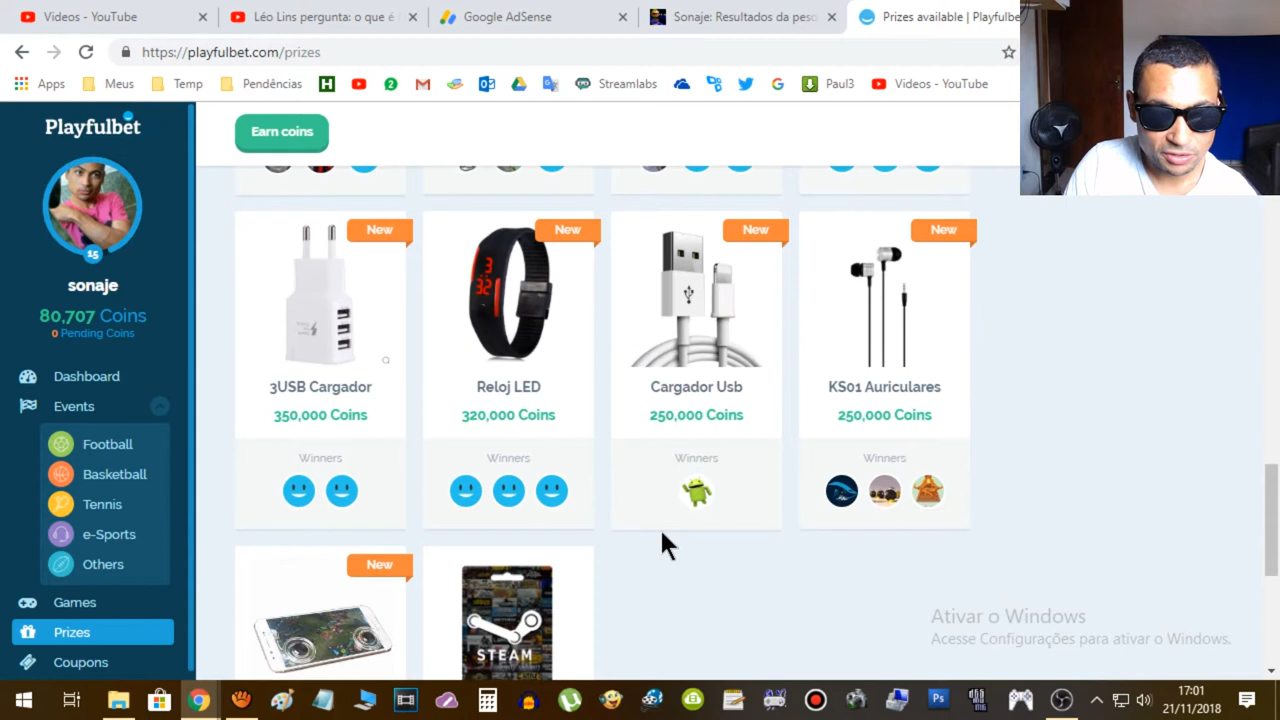 Videos - YouTube
Léo Lins pergunta: o que é
Google AdSense
Sonaje: Resultados da pesq
Prizes available | Playfulbe
https://playfulbet.com/prizes
Apps
Meus
Temp
Pendências
H
2
Streamlabs
G
Paul3
Videos - YouTube
Playfulbet
Earn coins
15
sonaje
80,707 Coins
0 Pending Coins
Dashboard
Events
Football
Basketball
Tennis
e-Sports
Others
Games
Prizes
Coupons
New
New
New
New
3USB Cargador
Reloj LED
Cargador Usb
KS01 Auriculares
350,000 Coins
320,000 Coins
250,000 Coins
250,000 Coins
Winners
Winners
Winners
Winners
New
STEAM
Ativar o Windows
Acesse Configurações para ativar o Windows.
Ps
17:01
21/11/2018